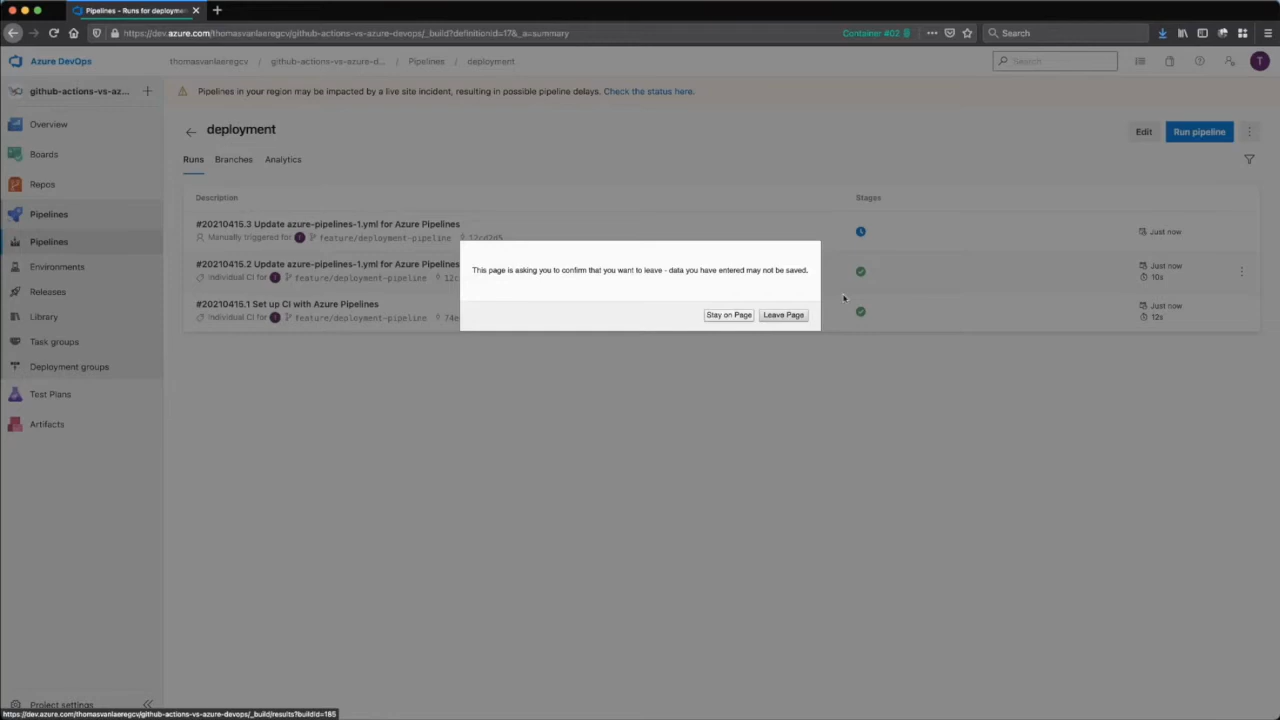 Pipelines - Runs for deployme
https://dev.azure.com/thomasvanlaeregcv/github-actions-vs-azure-devops/_build?definitionId=17&_a=summary
Container #02
Search
Azure DevOps
thomasvanlaeregcv / github-actions-vs-azure-d... / Pipelines / deployment
Search
T
github-actions-vs-az...
Pipelines in your region may be impacted by a live site incident, resulting in possible pipeline delays. Check the status here.
Overview
Boards
Repos
Pipelines
Pipelines
Environments
Releases
Library
Task groups
Deployment groups
Test Plans
Artifacts
Project settings
deployment
Edit
Run pipeline
Runs
Branches
Analytics
Description
Stages
#20210415.3 Update azure-pipelines-1.yml for Azure Pipelines
Manually triggered for feature/deployment-pipeline 12cd2d5
Just now
#20210415.2 Update azure-pipelines-1.yml for Azure Pipelines
Individual CI for feature/deployment-pipeline 12c
Just now
10s
#20210415.1 Set up CI with Azure Pipelines
Individual CI for feature/deployment-pipeline 74e
Just now
12s
This page is asking you to confirm that you want to leave - data you have entered may not be saved.
Stay on Page
Leave Page
https://dev.azure.com/thomasvanlaeregcv/github-actions-vs-azure-devops/_build/results?buildId=185